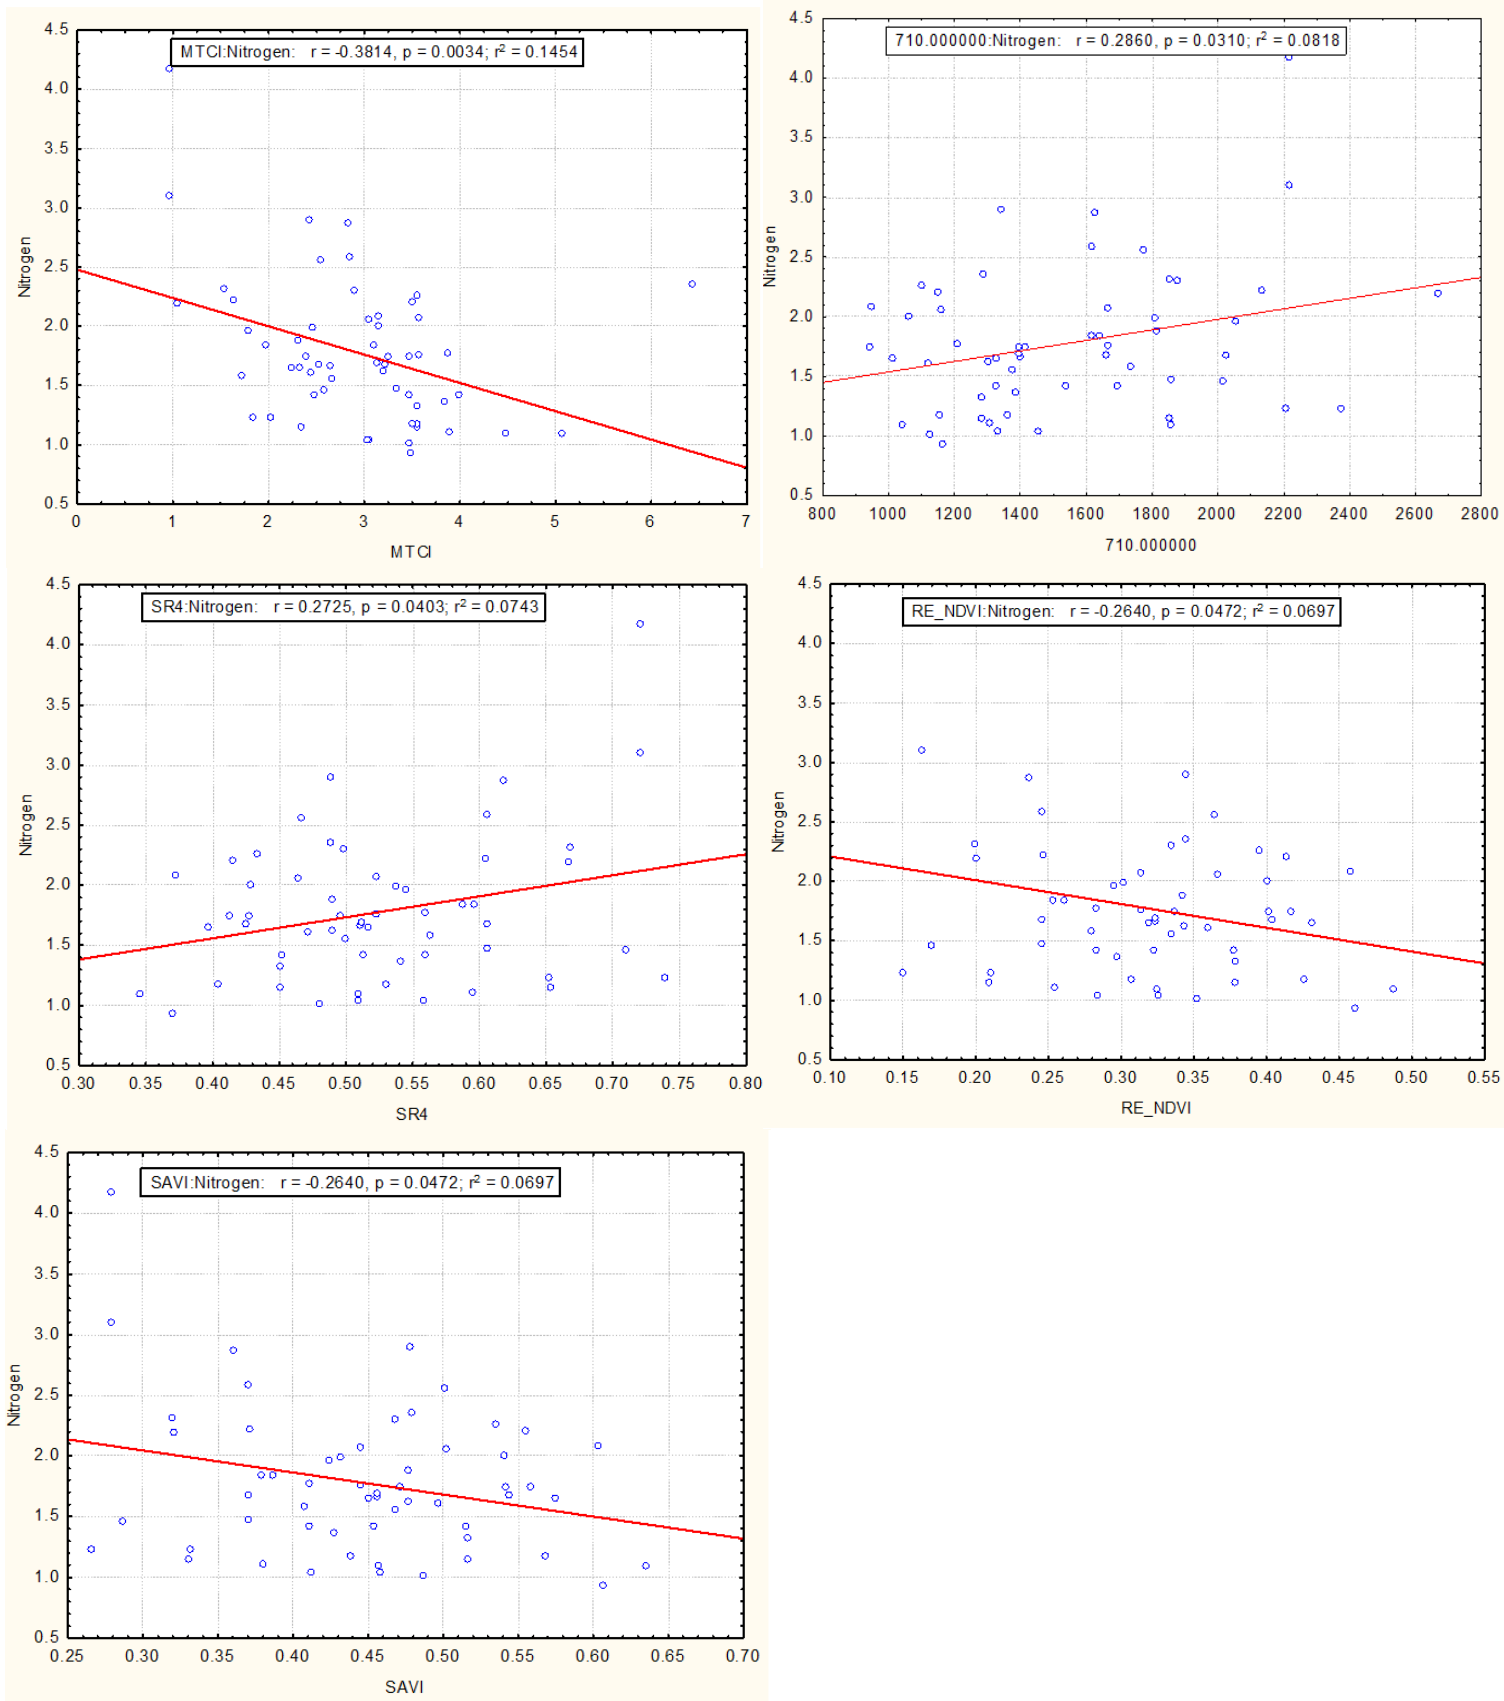 MTCI:Nitrogen: r = -0.3814, p = 0.0034; r² = 0.1454
4.5
4.0
3.5
3.0
2.5
2.0
1.5
1.0
0.5
Nitrogen
0 1 2 3 4 5 6 7
MTCI
710.000000:Nitrogen: r = 0.2860, p = 0.0310; r² = 0.0818
4.5
4.0
3.5
3.0
2.5
2.0
1.5
1.0
0.5
Nitrogen
800 1000 1200 1400 1600 1800 2000 2200 2400 2600 2800
710.000000
SR4:Nitrogen: r = 0.2725, p = 0.0403; r² = 0.0743
4.5
4.0
3.5
3.0
2.5
2.0
1.5
1.0
0.5
Nitrogen
0.30 0.35 0.40 0.45 0.50 0.55 0.60 0.65 0.70 0.75 0.80
SR4
RE_NDVI:Nitrogen: r = -0.2640, p = 0.0472; r² = 0.0697
4.5
4.0
3.5
3.0
2.5
2.0
1.5
1.0
0.5
Nitrogen
0.10 0.15 0.20 0.25 0.30 0.35 0.40 0.45 0.50 0.55
RE_NDVI
SAVI:Nitrogen: r = -0.2640, p = 0.0472; r² = 0.0697
4.5
4.0
3.5
3.0
2.5
2.0
1.5
1.0
0.5
Nitrogen
0.25 0.30 0.35 0.40 0.45 0.50 0.55 0.60 0.65 0.70
SAVI